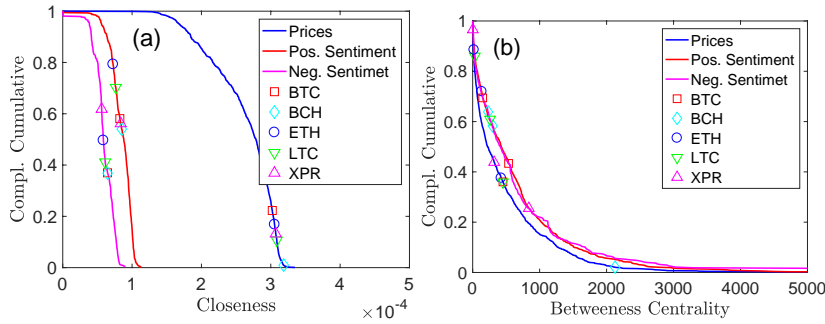 (a)
Compl. Cumulative
1
0.8
0.6
0.4
0.2
0
0 1 2 3 4 5
Closeness
×10⁻⁴
Prices
Pos. Sentiment
Neg. Sentimet
BTC
BCH
ETH
LTC
XPR
(b)
Compl. Cumulative
1
0.8
0.6
0.4
0.2
0
0 1000 2000 3000 4000 5000
Betweeness Centrality
Prices
Pos. Sentiment
Neg. Sentimet
BTC
BCH
ETH
LTC
XPR